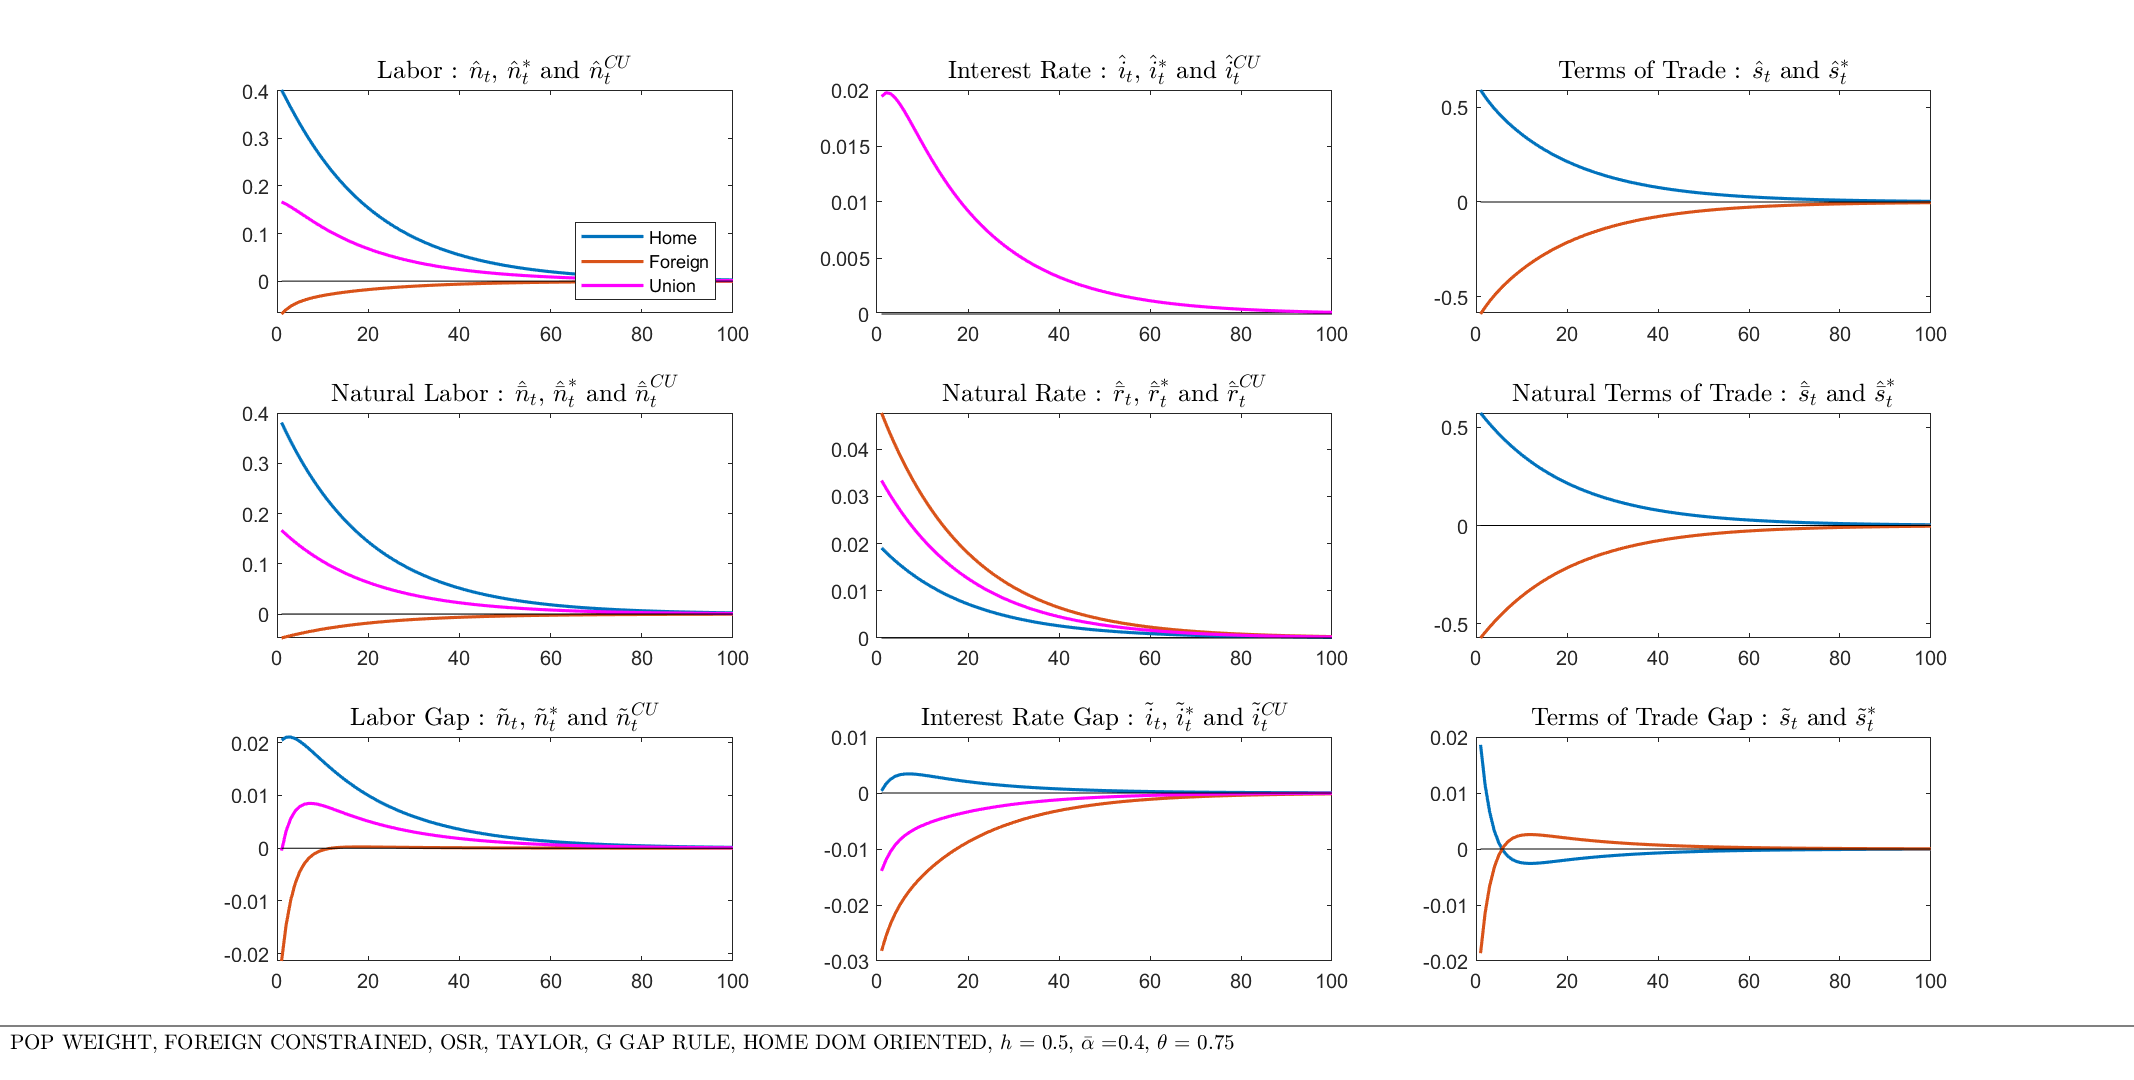 Labor : n̂ₜ, n̂ₜ* and n̂ₜᶜᵁ
0.4
0.3
0.2
0.1
0
0 20 40 60 80 100
Home
Foreign
Union
Interest Rate : îₜ, îₜ* and îₜᶜᵁ
0.02
0.015
0.01
0.005
0
0 20 40 60 80 100
Terms of Trade : ŝₜ and ŝₜ*
0.5
0
-0.5
0 20 40 60 80 100
Natural Labor : n̄̂ₜ, n̄̂ₜ* and n̄̂ₜᶜᵁ
0.4
0.3
0.2
0.1
0
0 20 40 60 80 100
Natural Rate : r̄̂ₜ, r̄̂ₜ* and r̄̂ₜᶜᵁ
0.04
0.03
0.02
0.01
0
0 20 40 60 80 100
Natural Terms of Trade : s̄̂ₜ and s̄̂ₜ*
0.5
0
-0.5
0 20 40 60 80 100
Labor Gap : ñₜ, ñₜ* and ñₜᶜᵁ
0.02
0.01
0
-0.01
-0.02
0 20 40 60 80 100
Interest Rate Gap : ĩₜ, ĩₜ* and ĩₜᶜᵁ
0.01
0
-0.01
-0.02
-0.03
0 20 40 60 80 100
Terms of Trade Gap : s̃ₜ and s̃ₜ*
0.02
0.01
0
-0.01
-0.02
0 20 40 60 80 100
POP WEIGHT, FOREIGN CONSTRAINED, OSR, TAYLOR, G GAP RULE, HOME DOM ORIENTED, h = 0.5, ᾱ =0.4, θ = 0.75